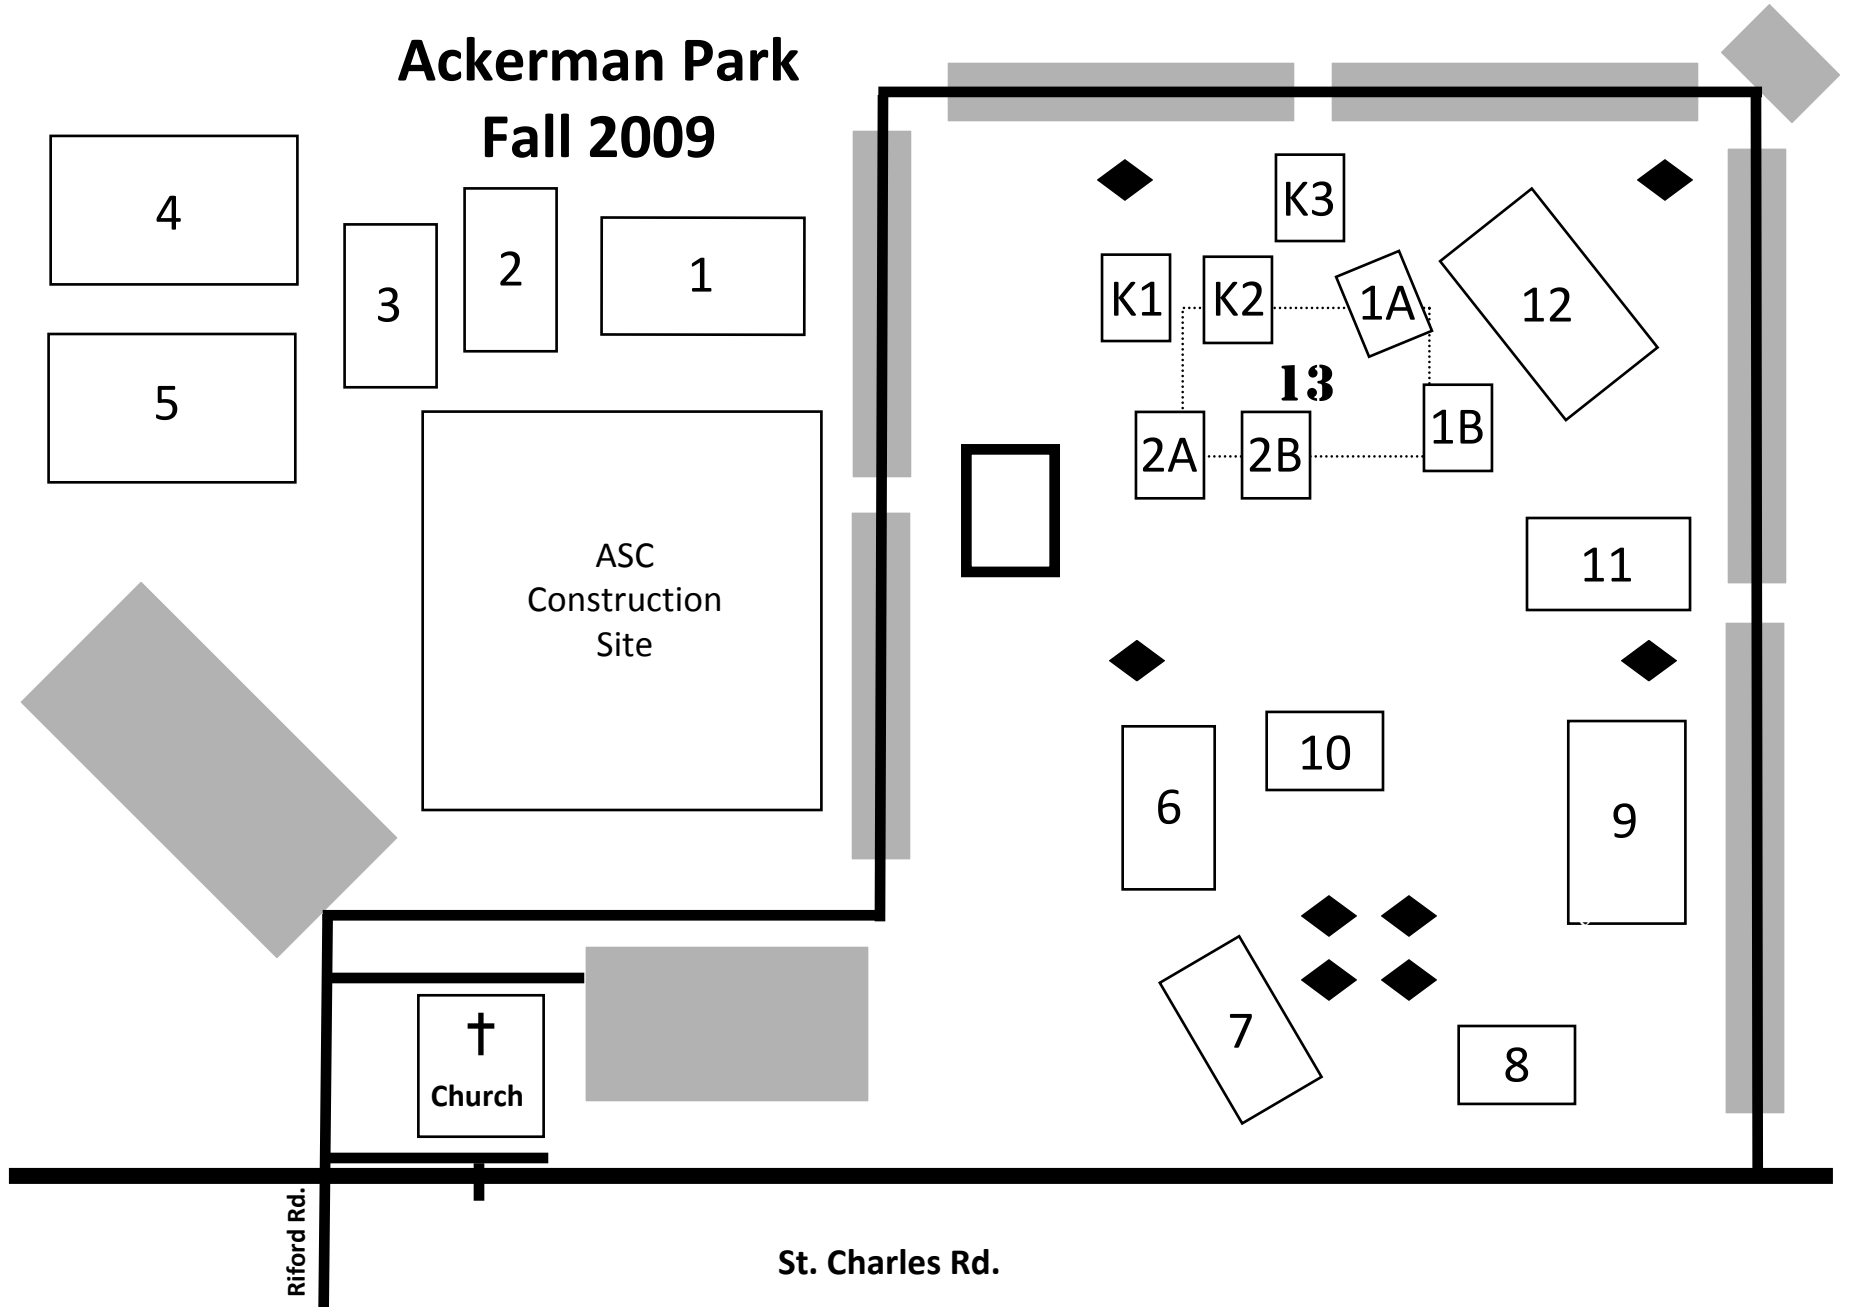 Ackerman Park
Fall 2009
4
3
2
1
5
K3
K1
K2
1A
12
13
2A
2B
1B
ASC
Construction
Site
11
10
6
9
7
8
✝
Church
Riford Rd.
St. Charles Rd.